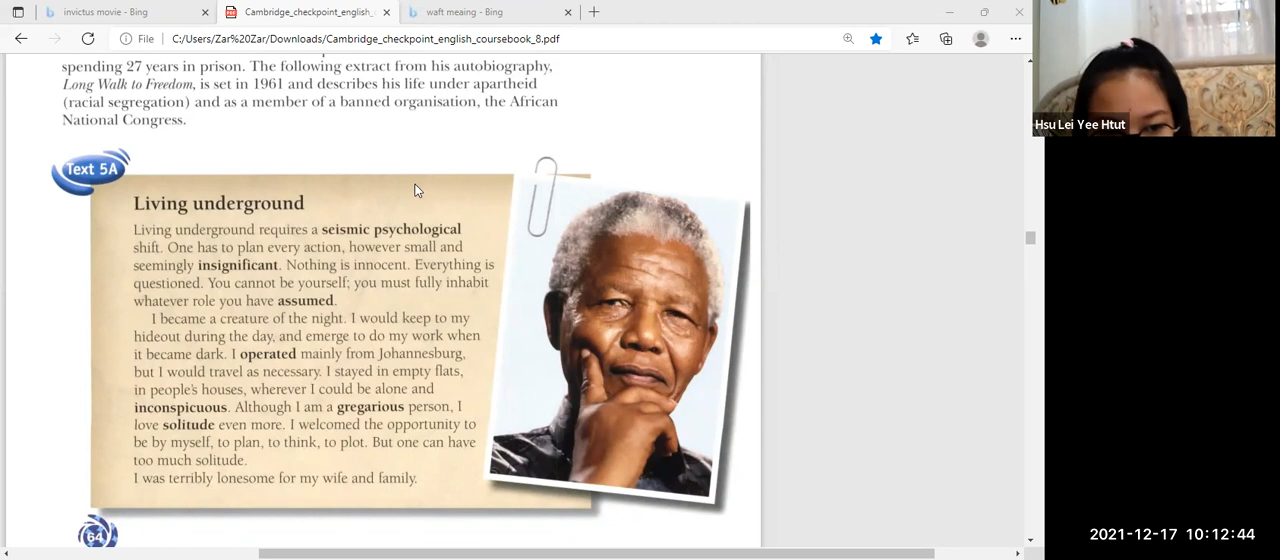 invictus movie - Bing
Cambridge_checkpoint_english_
waft meaing - Bing
File
C:/Users/Zar%20Zar/Downloads/Cambridge_checkpoint_english_coursebook_8.pdf
spending 27 years in prison. The following extract from his autobiography,
Long Walk to Freedom, is set in 1961 and describes his life under apartheid
(racial segregation) and as a member of a banned organisation, the African
National Congress.
Text 5A
Living underground
Living underground requires a seismic psychological
shift. One has to plan every action, however small and
seemingly insignificant. Nothing is innocent. Everything is
questioned. You cannot be yourself; you must fully inhabit
whatever role you have assumed.
I became a creature of the night. I would keep to my
hideout during the day, and emerge to do my work when
it became dark. I operated mainly from Johannesburg,
but I would travel as necessary. I stayed in empty flats,
in people's houses, wherever I could be alone and
inconspicuous. Although I am a gregarious person, I
love solitude even more. I welcomed the opportunity to
be by myself, to plan, to think, to plot. But one can have
too much solitude.
I was terribly lonesome for my wife and family.
64
Hsu Lei Yee Htut
2021-12-17 10:12:44